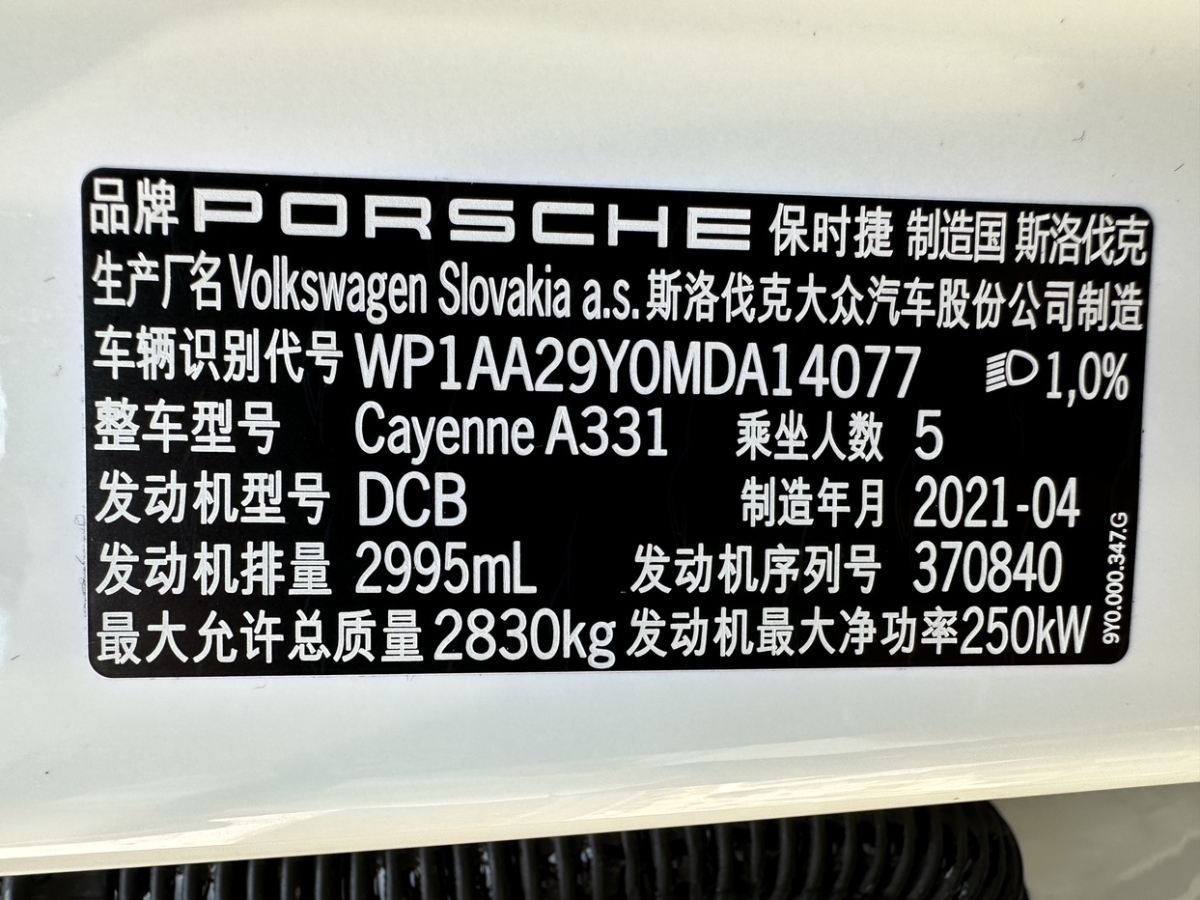 品牌 PORSCHE 保时捷 制造国 斯洛伐克
生产厂名 Volkswagen Slovakia a.s. 斯洛伐克大众汽车股份公司制造
车辆识别代号 WP1AA29Y0MDA14077 1,0%
整车型号 Cayenne A331 乘坐人数 5
发动机型号 DCB 制造年月 2021-04
发动机排量 2995mL 发动机序列号 370840
最大允许总质量 2830kg 发动机最大净功率 250kW
9Y0.000.347.G